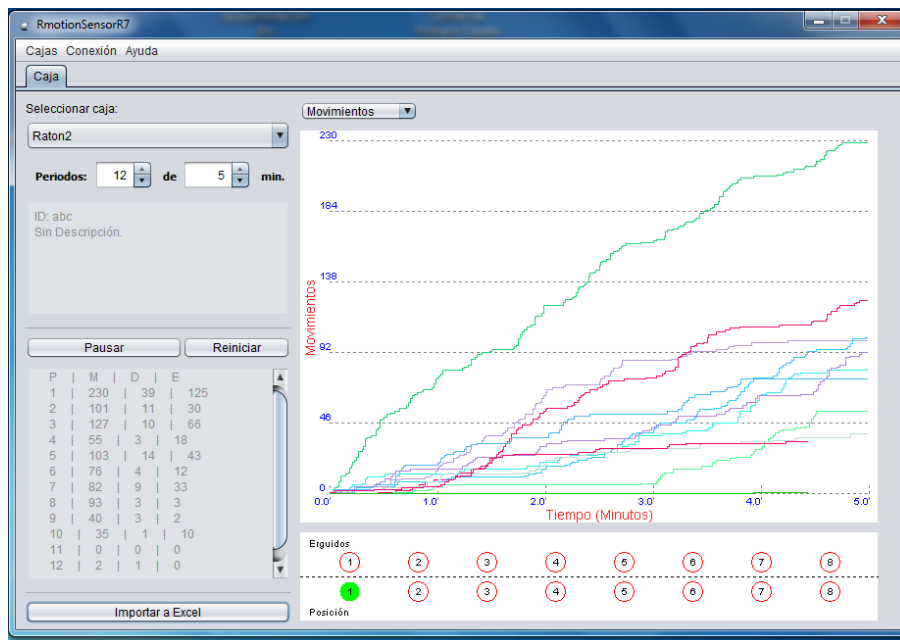 RmotionSensorR7
Cajas Conexión Ayuda
Caja
Seleccionar caja:
Raton2
Periodos: 12 de 5 min.
ID: abc
Sin Descripción.
Pausar Reiniciar
P | M | D | E
1 | 230 | 39 | 125
2 | 101 | 11 | 30
3 | 127 | 10 | 66
4 | 55 | 3 | 18
5 | 103 | 14 | 43
6 | 76 | 4 | 12
7 | 82 | 9 | 33
8 | 93 | 3 | 3
9 | 40 | 3 | 2
10 | 35 | 1 | 10
11 | 0 | 0 | 0
12 | 2 | 1 | 0
Importar a Excel
Movimientos
230
184
138
92
46
0
Movimientos
0.0' 1.0' 2.0' 3.0' 4.0' 5.0'
Tiempo (Minutos)
Erguidos
1 2 3 4 5 6 7 8
1 2 3 4 5 6 7 8
Posición